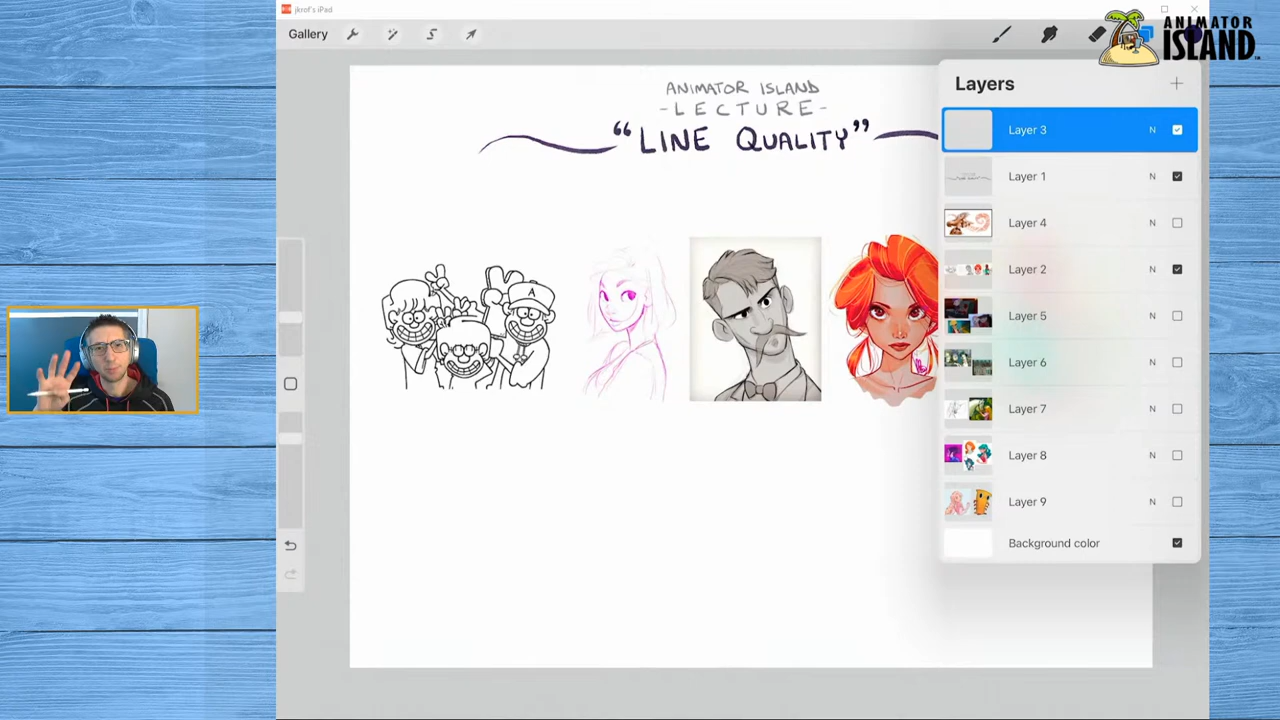 jkrof's iPad
Gallery
ANIMATOR
ISLAND™
ANIMATOR ISLAND
-LECTURE-
"LINE QUALITY"
A
Layers
Layer 3 N
Layer 1 N
Layer 4 N
Layer 2 N
Layer 5 N
Layer 6 N
Layer 7 N
Layer 8 N
Layer 9 N
Background color